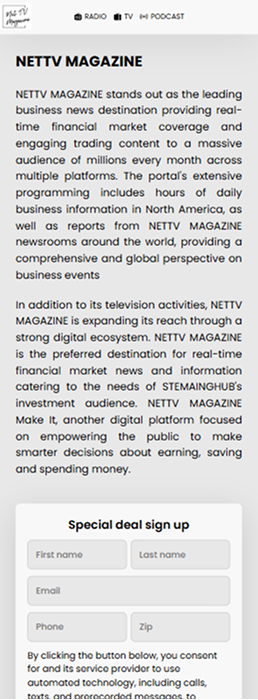 Net TV
Magazine
RADIO TV PODCAST
NETTV MAGAZINE
NETTV MAGAZINE stands out as the leading
business news destination providing real-
time financial market coverage and
engaging trading content to a massive
audience of millions every month across
multiple platforms. The portal's extensive
programming includes hours of daily
business information in North America, as
well as reports from NETTV MAGAZINE
newsrooms around the world, providing a
comprehensive and global perspective on
business events
In addition to its television activities, NETTV
MAGAZINE is expanding its reach through a
strong digital ecosystem. NETTV MAGAZINE
is the preferred destination for real-time
financial market news and information
catering to the needs of STEMAINGHUB's
investment audience. NETTV MAGAZINE
Make It, another digital platform focused
on empowering the public to make
smarter decisions about earning, saving
and spending money.
Special deal sign up
First name Last name
Email
Phone Zip
By clicking the button below, you consent
for and its service provider to use
automated technology, including calls,
texts, and prerecorded messages, to